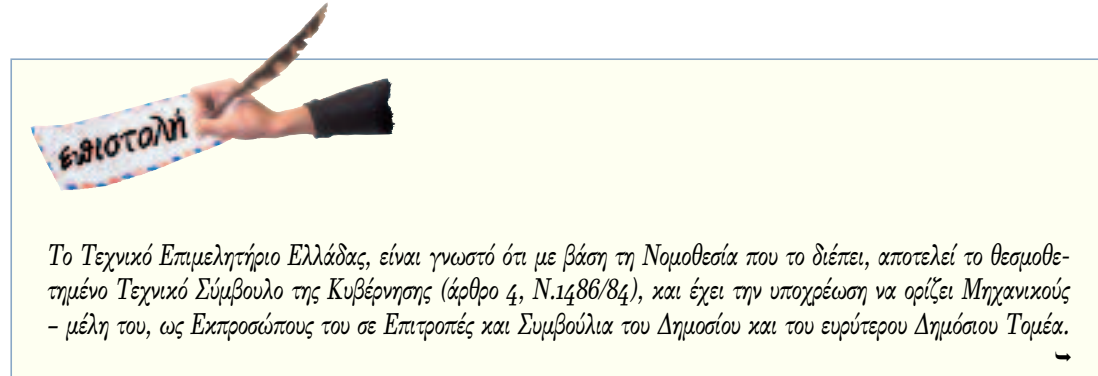 επιστολή
Το Τεχνικό Επιμελητήριο Ελλάδας, είναι γνωστό ότι με βάση τη Νομοθεσία που το διέπει, αποτελεί το θεσμοθε-
τημένο Τεχνικό Σύμβουλο της Κυβέρνησης (άρθρο 4, Ν.1486/84), και έχει την υποχρέωση να ορίζει Μηχανικούς
– μέλη του, ως Εκπροσώπους του σε Επιτροπές και Συμβούλια του Δημοσίου και του ευρύτερου Δημόσιου Τομέα.